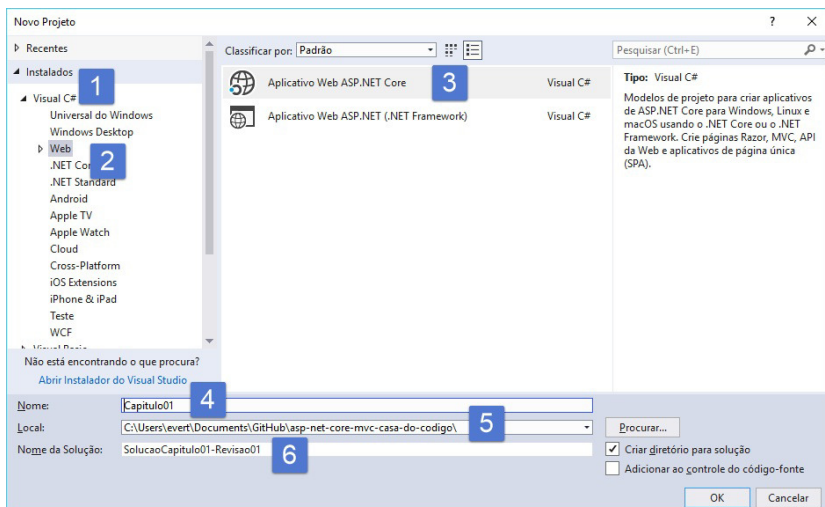 Novo Projeto
? ×
Recentes
Classificar por: Padrão
Pesquisar (Ctrl+E)
Instalados
1
Visual C#
Universal do Windows
Windows Desktop
Web
2
.NET Standard
Android
Apple TV
Apple Watch
Cloud
Cross-Platform
iOS Extensions
iPhone & iPad
Teste
WCF
Aplicativo Web ASP.NET Core
3
Visual C#
Aplicativo Web ASP.NET (.NET Framework)
Visual C#
Tipo: Visual C#
Modelos de projeto para criar aplicativos
de ASP.NET Core para Windows, Linux e
macOS usando o .NET Core ou o .NET
Framework. Crie páginas Razor, MVC, API
da Web e aplicativos de página única
(SPA).
Não está encontrando o que procura?
Abrir Instalador do Visual Studio
Nome: Capitulo01
4
Local: C:\Users\evert\Documents\GitHub\asp-net-core-mvc-casa-do-codigo\
5
Procurar...
Nome da Solução: SolucaoCapitulo01-Revisao01
6
Criar diretório para solução
Adicionar ao controle do código-fonte
OK Cancelar